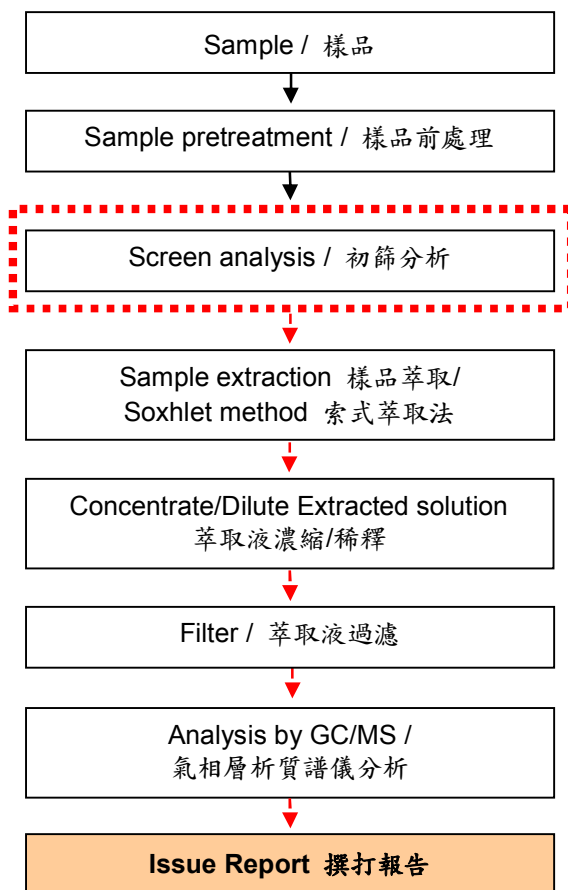 Sample / 樣品
Sample pretreatment / 樣品前處理
Screen analysis / 初篩分析
Sample extraction 樣品萃取/
Soxhlet method 索式萃取法
Concentrate/Dilute Extracted solution
萃取液濃縮/稀釋
Filter / 萃取液過濾
Analysis by GC/MS /
氣相層析質譜儀分析
Issue Report 撰打報告